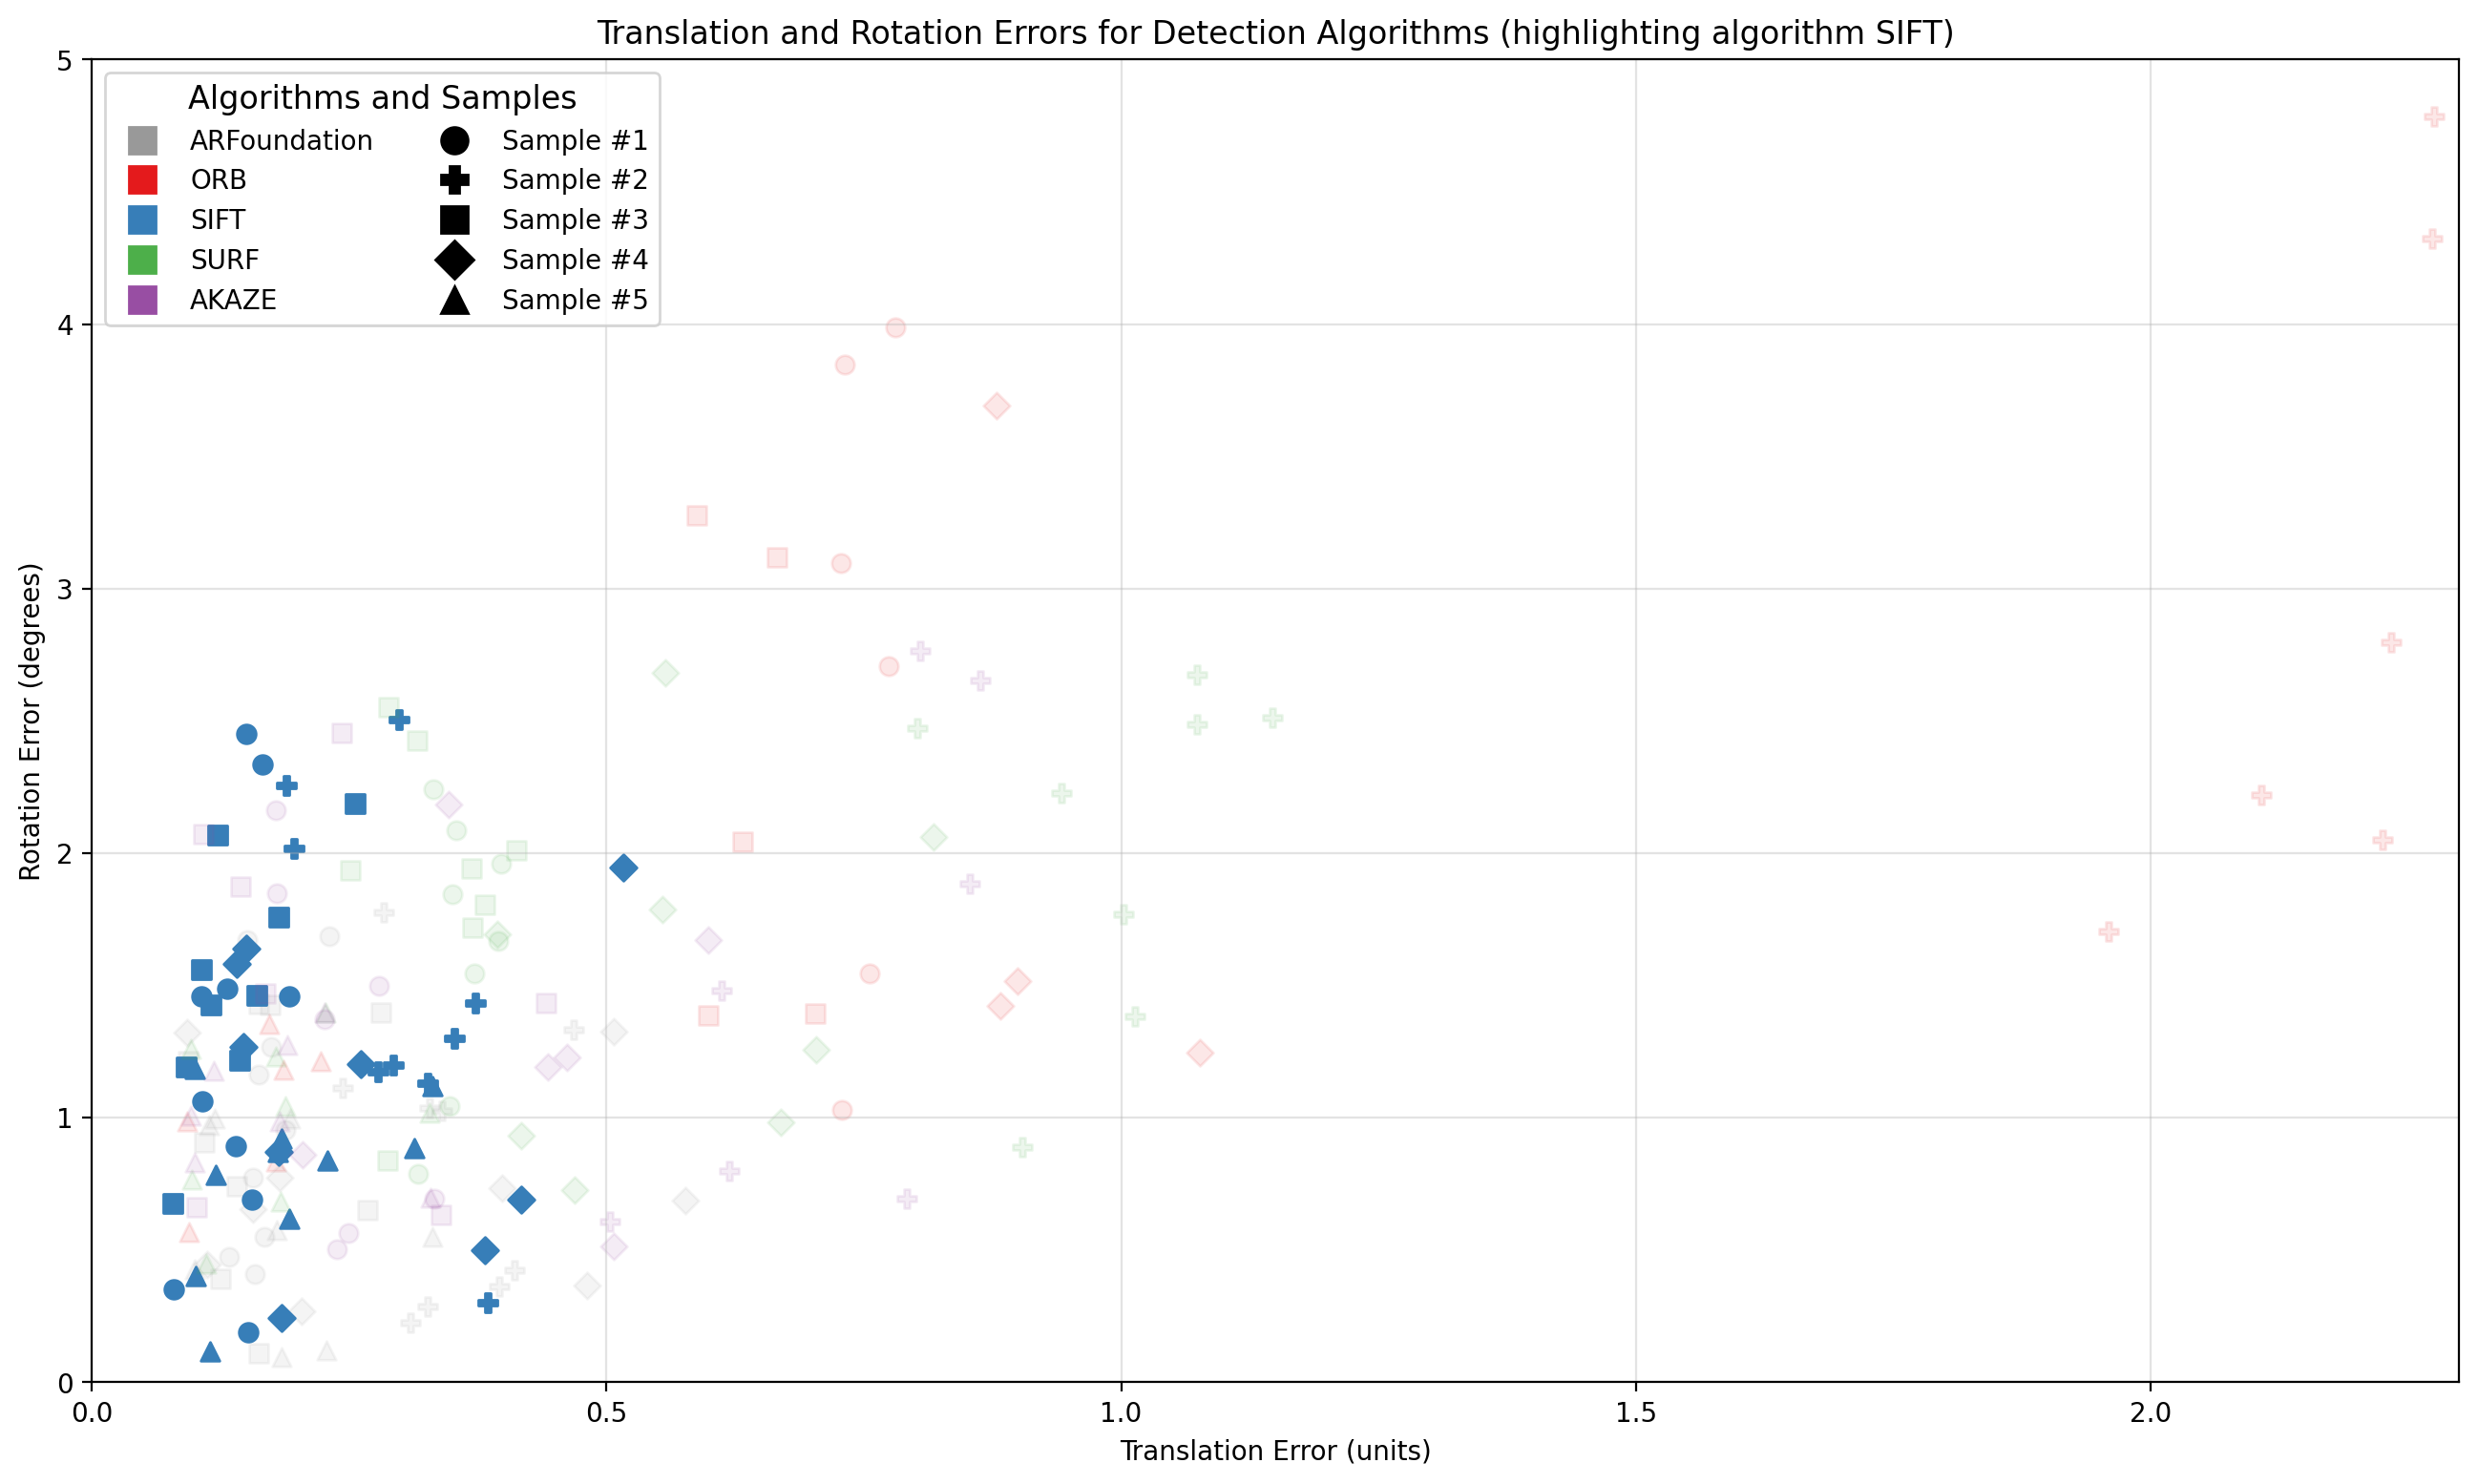 Translation and Rotation Errors for Detection Algorithms (highlighting algorithm SIFT)
Algorithms and Samples
ARFoundation
ORB
SIFT
SURF
AKAZE
Sample #1
Sample #2
Sample #3
Sample #4
Sample #5
5
4
3
2
1
0
Rotation Error (degrees)
0.0 0.5 1.0 1.5 2.0
Translation Error (units)